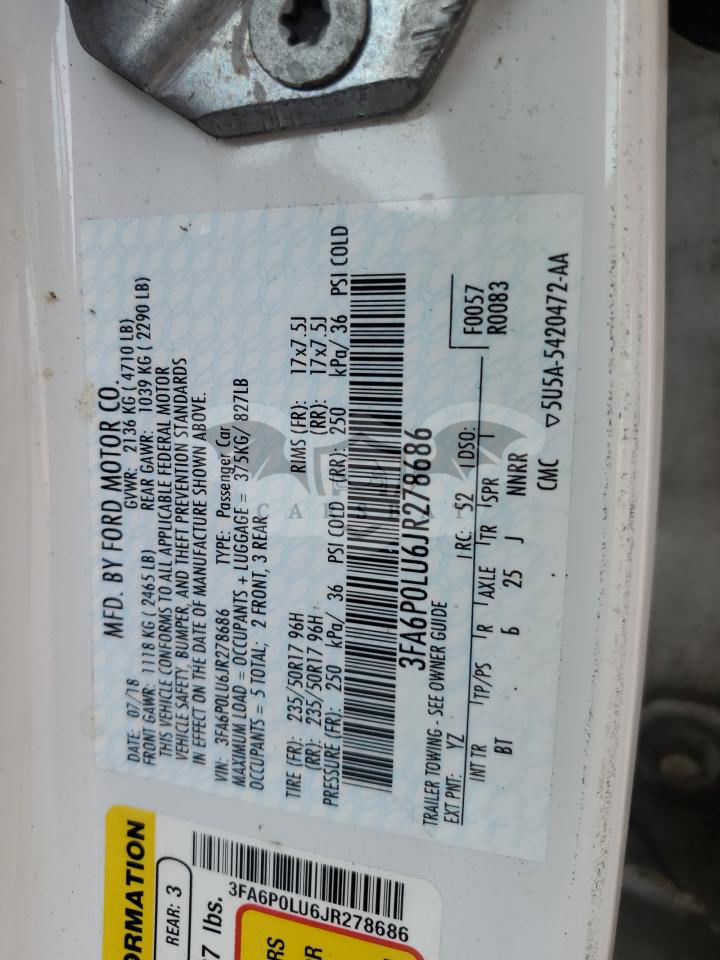 MFD. BY FORD MOTOR CO.
DATE: 07/18 GVWR: 2136 KG ( 4710 LB)
FRONT GAWR: 1118 KG ( 2465 LB) REAR GAWR: 1039 KG ( 2290 LB)
THIS VEHICLE CONFORMS TO ALL APPLICABLE FEDERAL MOTOR
VEHICLE SAFETY, BUMPER, AND THEFT PREVENTION STANDARDS
IN EFFECT ON THE DATE OF MANUFACTURE SHOWN ABOVE.
VIN: 3FA6P0LU6JR278686 TYPE: Passenger Car
MAXIMUM LOAD = OCCUPANTS + LUGGAGE = 375KG/ 827LB
OCCUPANTS = 5 TOTAL; 2 FRONT, 3 REAR
TIRE (FR): 235/50R17 96H RIMS (FR): 17x7.5J
(RR): 235/50R17 96H (RR): 17x7.5J
PRESSURE (FR): 250 kPa/ 36 PSI COLD (RR): 250 kPa/ 36 PSI COLD
3FA6P0LU6JR278686
TRAILER TOWING - SEE OWNER GUIDE
EXT PNT: YZ RC: 52 DSO: F0057
R0083
INT TR TP/PS R AXLE TR SPR
BT 6 25 J NNRR
CMC 5U5A-5420472-AA
ORMATION
REAR: 3
7 lbs.
3FA6P0LU6JR278686
RS
R